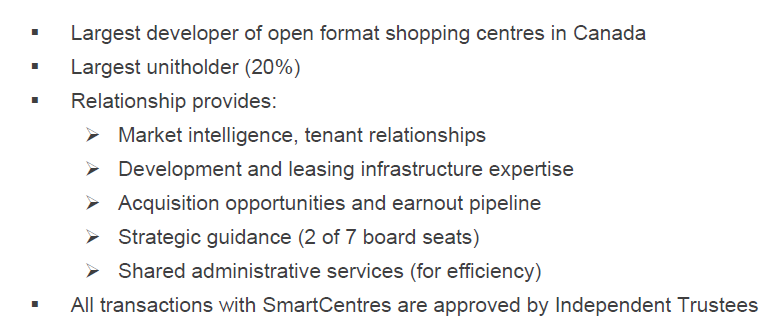 ▪ Largest developer of open format shopping centres in Canada
▪ Largest unitholder (20%)
▪ Relationship provides:
➢ Market intelligence, tenant relationships
➢ Development and leasing infrastructure expertise
➢ Acquisition opportunities and earnout pipeline
➢ Strategic guidance (2 of 7 board seats)
➢ Shared administrative services (for efficiency)
▪ All transactions with SmartCentres are approved by Independent Trustees